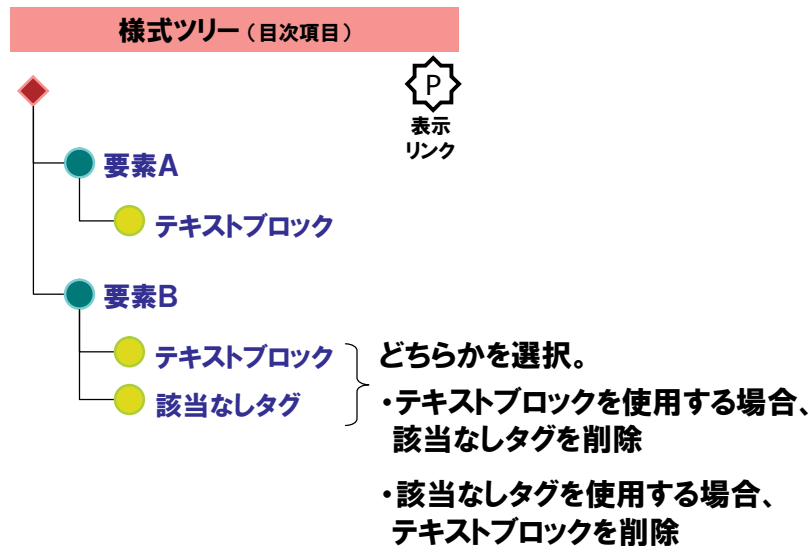 様式ツリー（目次項目）
P
表示
リンク
要素A
テキストブロック
要素B
テキストブロック
該当なしタグ
どちらかを選択。
・テキストブロックを使用する場合、
該当なしタグを削除
・該当なしタグを使用する場合、
テキストブロックを削除